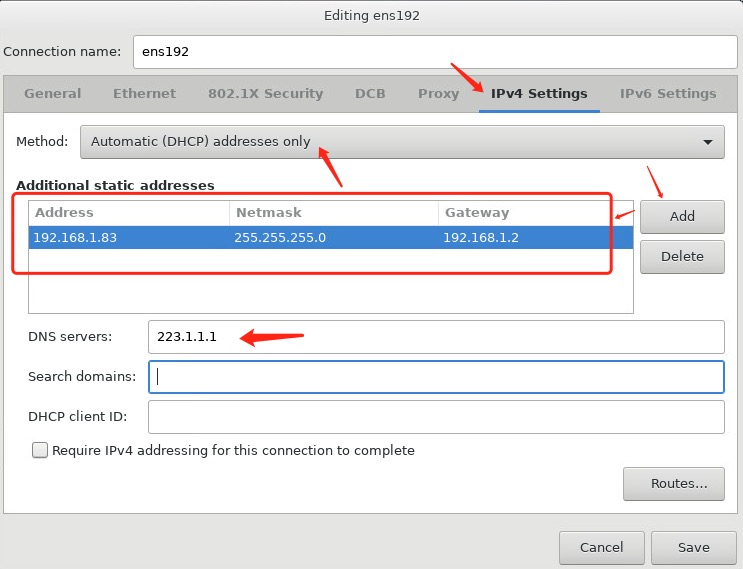 Editing ens192
Connection name: ens192
General Ethernet 802.1X Security DCB Proxy IPv4 Settings IPv6 Settings
Method: Automatic (DHCP) addresses only
Additional static addresses
Address Netmask Gateway
192.168.1.83 255.255.255.0 192.168.1.2
Add
Delete
DNS servers: 223.1.1.1
Search domains:
DHCP client ID:
Require IPv4 addressing for this connection to complete
Routes...
Cancel Save